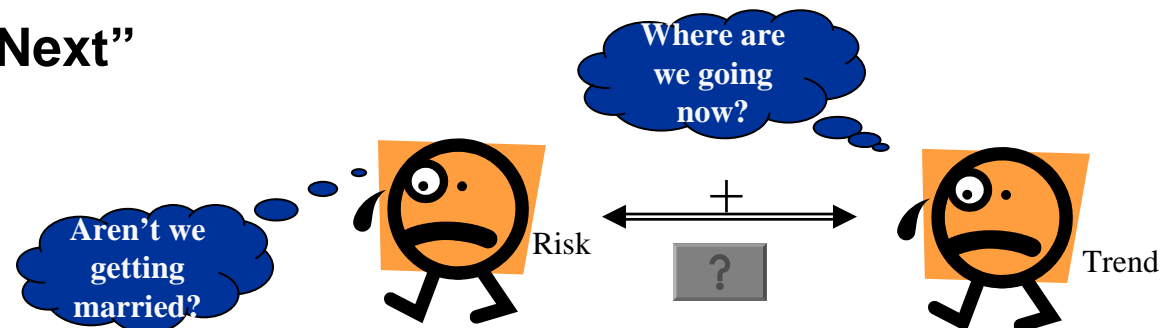 Next”
Where are
we going
now?
+
Aren’t we
getting
married?
Risk
?
Trend